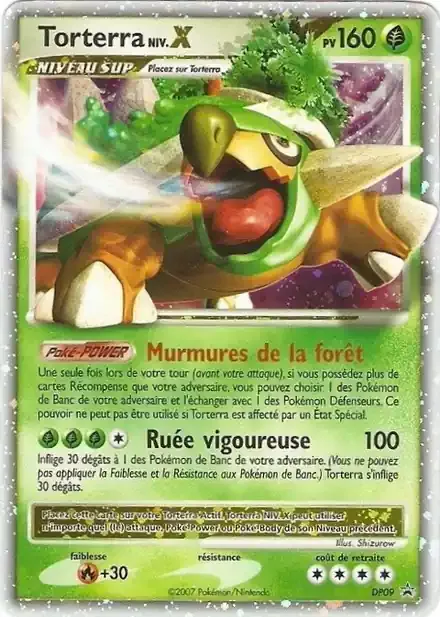 Torterra NIV.X PV 160
NIVEAU SUP. Placez sur Torterra
Poké-POWER Murmures de la forêt
Une seule fois lors de votre tour (avant votre attaque), si vous possédez plus de
cartes Récompense que votre adversaire, vous pouvez choisir 1 des Pokémon
de Banc de votre adversaire et l'échanger avec 1 des Pokémon Défenseurs. Ce
pouvoir ne peut pas être utilisé si Torterra est affecté par un État Spécial.
Ruée vigoureuse 100
Inflige 30 dégâts à 1 des Pokémon de Banc de votre adversaire. (Vous ne pouvez
pas appliquer la Faiblesse et la Résistance aux Pokémon de Banc.) Torterra s'inflige
30 dégâts.
Placez cette carte sur votre Torterra Actif. Torterra NIV.X peut utiliser
n'importe quel (le) attaque, Poké-Power ou Poké-Body de son Niveau précédent.
Illus. Shizurow
faiblesse résistance coût de retraite
+30
©2007 Pokémon/Nintendo DP09